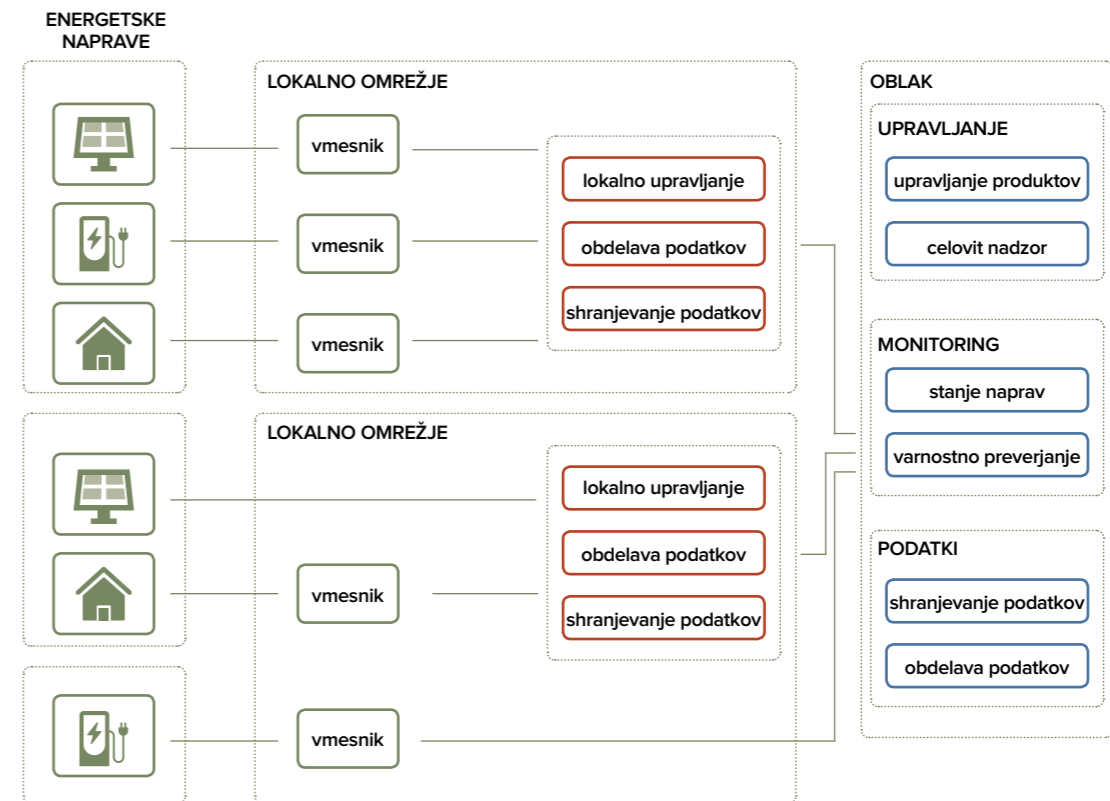 ENERGETSKE
NAPRAVE
LOKALNO OMREŽJE
vmesnik
vmesnik
vmesnik
lokalno upravljanje
obdelava podatkov
shranjevanje podatkov
LOKALNO OMREŽJE
vmesnik
vmesnik
lokalno upravljanje
obdelava podatkov
shranjevanje podatkov
OBLAK
UPRAVLJANJE
upravljanje produktov
celovit nadzor
MONITORING
stanje naprav
varnostno preverjanje
PODATKI
shranjevanje podatkov
obdelava podatkov